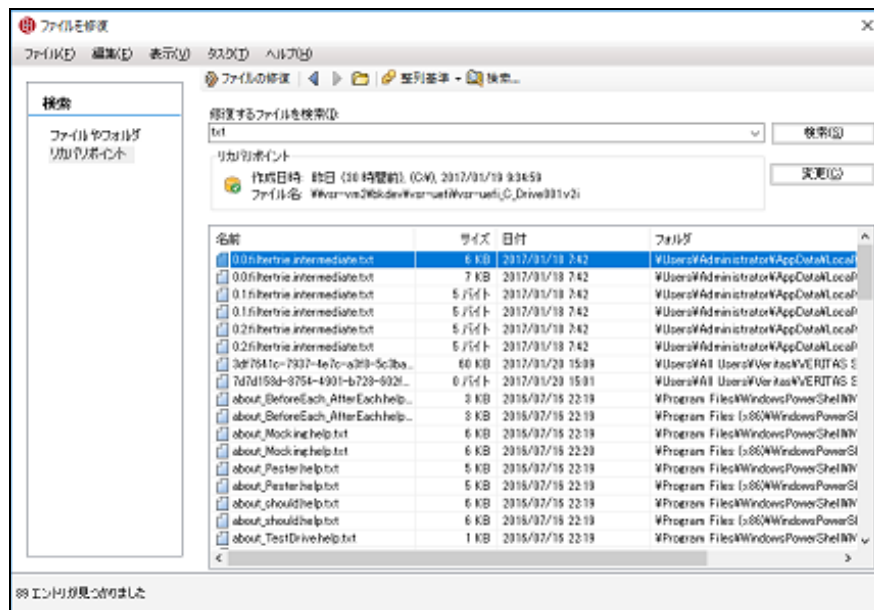 ファイルを修復
ファイル(F) 編集(E) 表示(V) タスク(T) ヘルプ(H)
ファイルの修復 整列基準 検索...
検索
ファイルやフォルダ
リカバリポイント
修復するファイルを検索(I):
txt 検索(S)
リカバリポイント
作成日時: 昨日 (30 時間前), (C:¥), 2017/01/19 9:34:59 変更(C)
ファイル名:
名前 サイズ 日付 フォルダ
0.0.filtertrie.intermediate.txt 6 KB 2017/01/18 7:42 ¥Users¥Administrator¥AppData¥Local¥
0.0.filtertrie.intermediate.txt 7 KB 2017/01/18 7:42 ¥Users¥Administrator¥AppData¥Local¥
0.1.filtertrie.intermediate.txt 5 バイト 2017/01/18 7:42 ¥Users¥Administrator¥AppData¥Local¥
0.1.filtertrie.intermediate.txt 5 バイト 2017/01/18 7:42 ¥Users¥Administrator¥AppData¥Local¥
0.2.filtertrie.intermediate.txt 5 バイト 2017/01/18 7:42 ¥Users¥Administrator¥AppData¥Local¥
0.2.filtertrie.intermediate.txt 5 バイト 2017/01/18 7:42 ¥Users¥Administrator¥AppData¥Local¥
60 KB 2017/01/20 15:09 ¥Users¥All Users¥Veritas¥VERITAS S
0 バイト 2017/01/20 15:01 ¥Users¥All Users¥Veritas¥VERITAS S
about_BeforeEach_AfterEach.help... 3 KB 2016/07/16 22:19 ¥Program Files¥WindowsPowerShell¥
about_BeforeEach_AfterEach.help... 3 KB 2016/07/16 22:19 ¥Program Files (x86)¥WindowsPowerSl
about_Mocking.help.txt 6 KB 2016/07/16 22:19 ¥Program Files¥WindowsPowerShell¥
about_Mocking.help.txt 6 KB 2016/07/16 22:20 ¥Program Files (x86)¥WindowsPowerSl
about_Pester.help.txt 5 KB 2016/07/16 22:19 ¥Program Files¥WindowsPowerShell¥
about_Pester.help.txt 5 KB 2016/07/16 22:19 ¥Program Files (x86)¥WindowsPowerSl
about_should.help.txt 6 KB 2016/07/16 22:19 ¥Program Files¥WindowsPowerShell¥
about_should.help.txt 6 KB 2016/07/16 22:19 ¥Program Files (x86)¥WindowsPowerSl
about_TestDrive.help.txt 1 KB 2016/07/16 22:19 ¥Program Files¥WindowsPowerShell¥
89 エントリが見つかりました